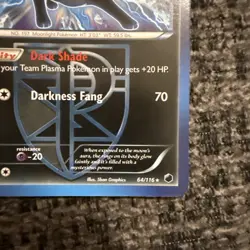 NO. 197 Moonlight Pokémon HT: 3'03" WT: 59.5 lbs.
Dark Shade
your Team Plasma Pokémon in play gets +20 HP.
Darkness Fang 70
resistance
-20
When exposed to the moon's aura,
the rings on its body glow
faintly and it's filled with
a mysterious power.
Illus. 5ban Graphics
64/116